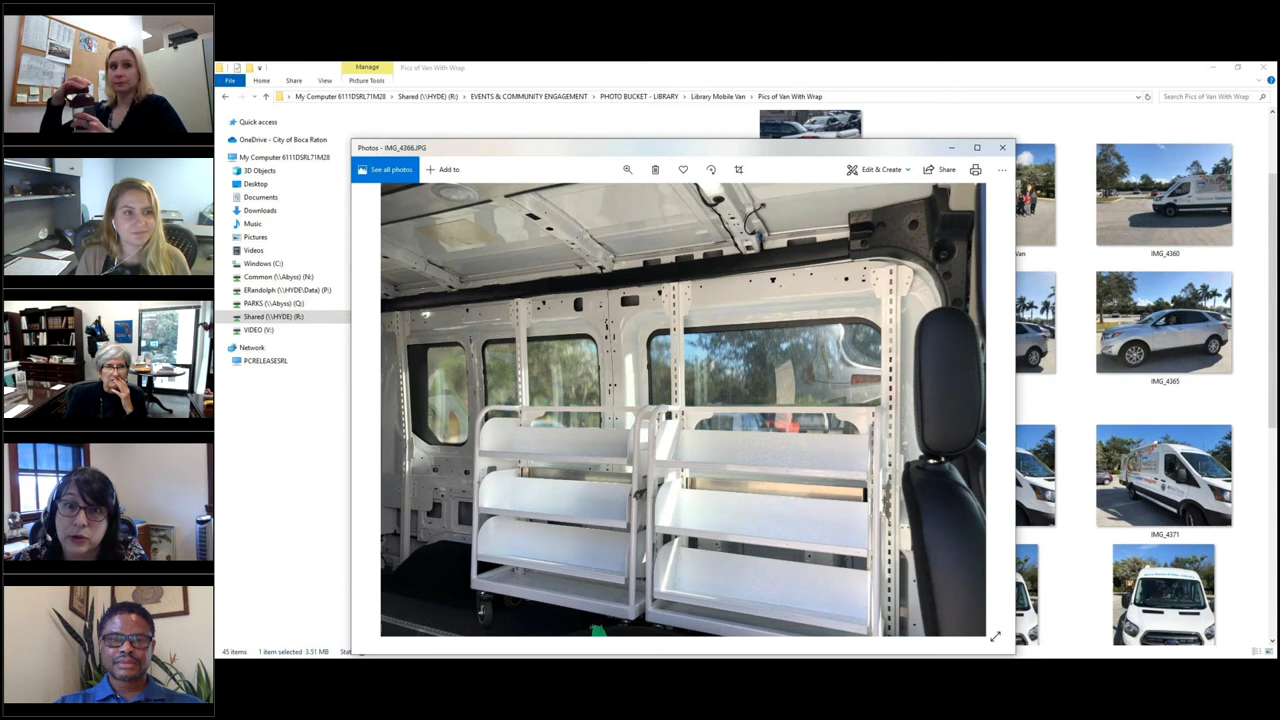 Manage
Pics of Van With Wrap
File
Home
Share
View
Picture Tools
My Computer 6111DSRL71M28
Shared (\\HYDE) (R:)
EVENTS & COMMUNITY ENGAGEMENT
PHOTO BUCKET - LIBRARY
Library Mobile Van
Pics of Van With Wrap
Search Pics of Van With Wrap
Quick access
OneDrive - City of Boca Raton
My Computer 6111DSRL71M28
3D Objects
Desktop
Documents
Downloads
Music
Pictures
Videos
Windows (C:)
Common (\\Abyss) (N:)
ERandolph (\\HYDE\Data) (P:)
PARKS (\\Abyss) (Q:)
Shared (\\HYDE) (R:)
VIDEO (V:)
Network
PCRELEASESRL
Photos - IMG_4366.JPG
See all photos
Add to
Edit & Create
Share
Van
IMG_4360
IMG_4365
IMG_4371
45 items
1 item selected
3.51 MB